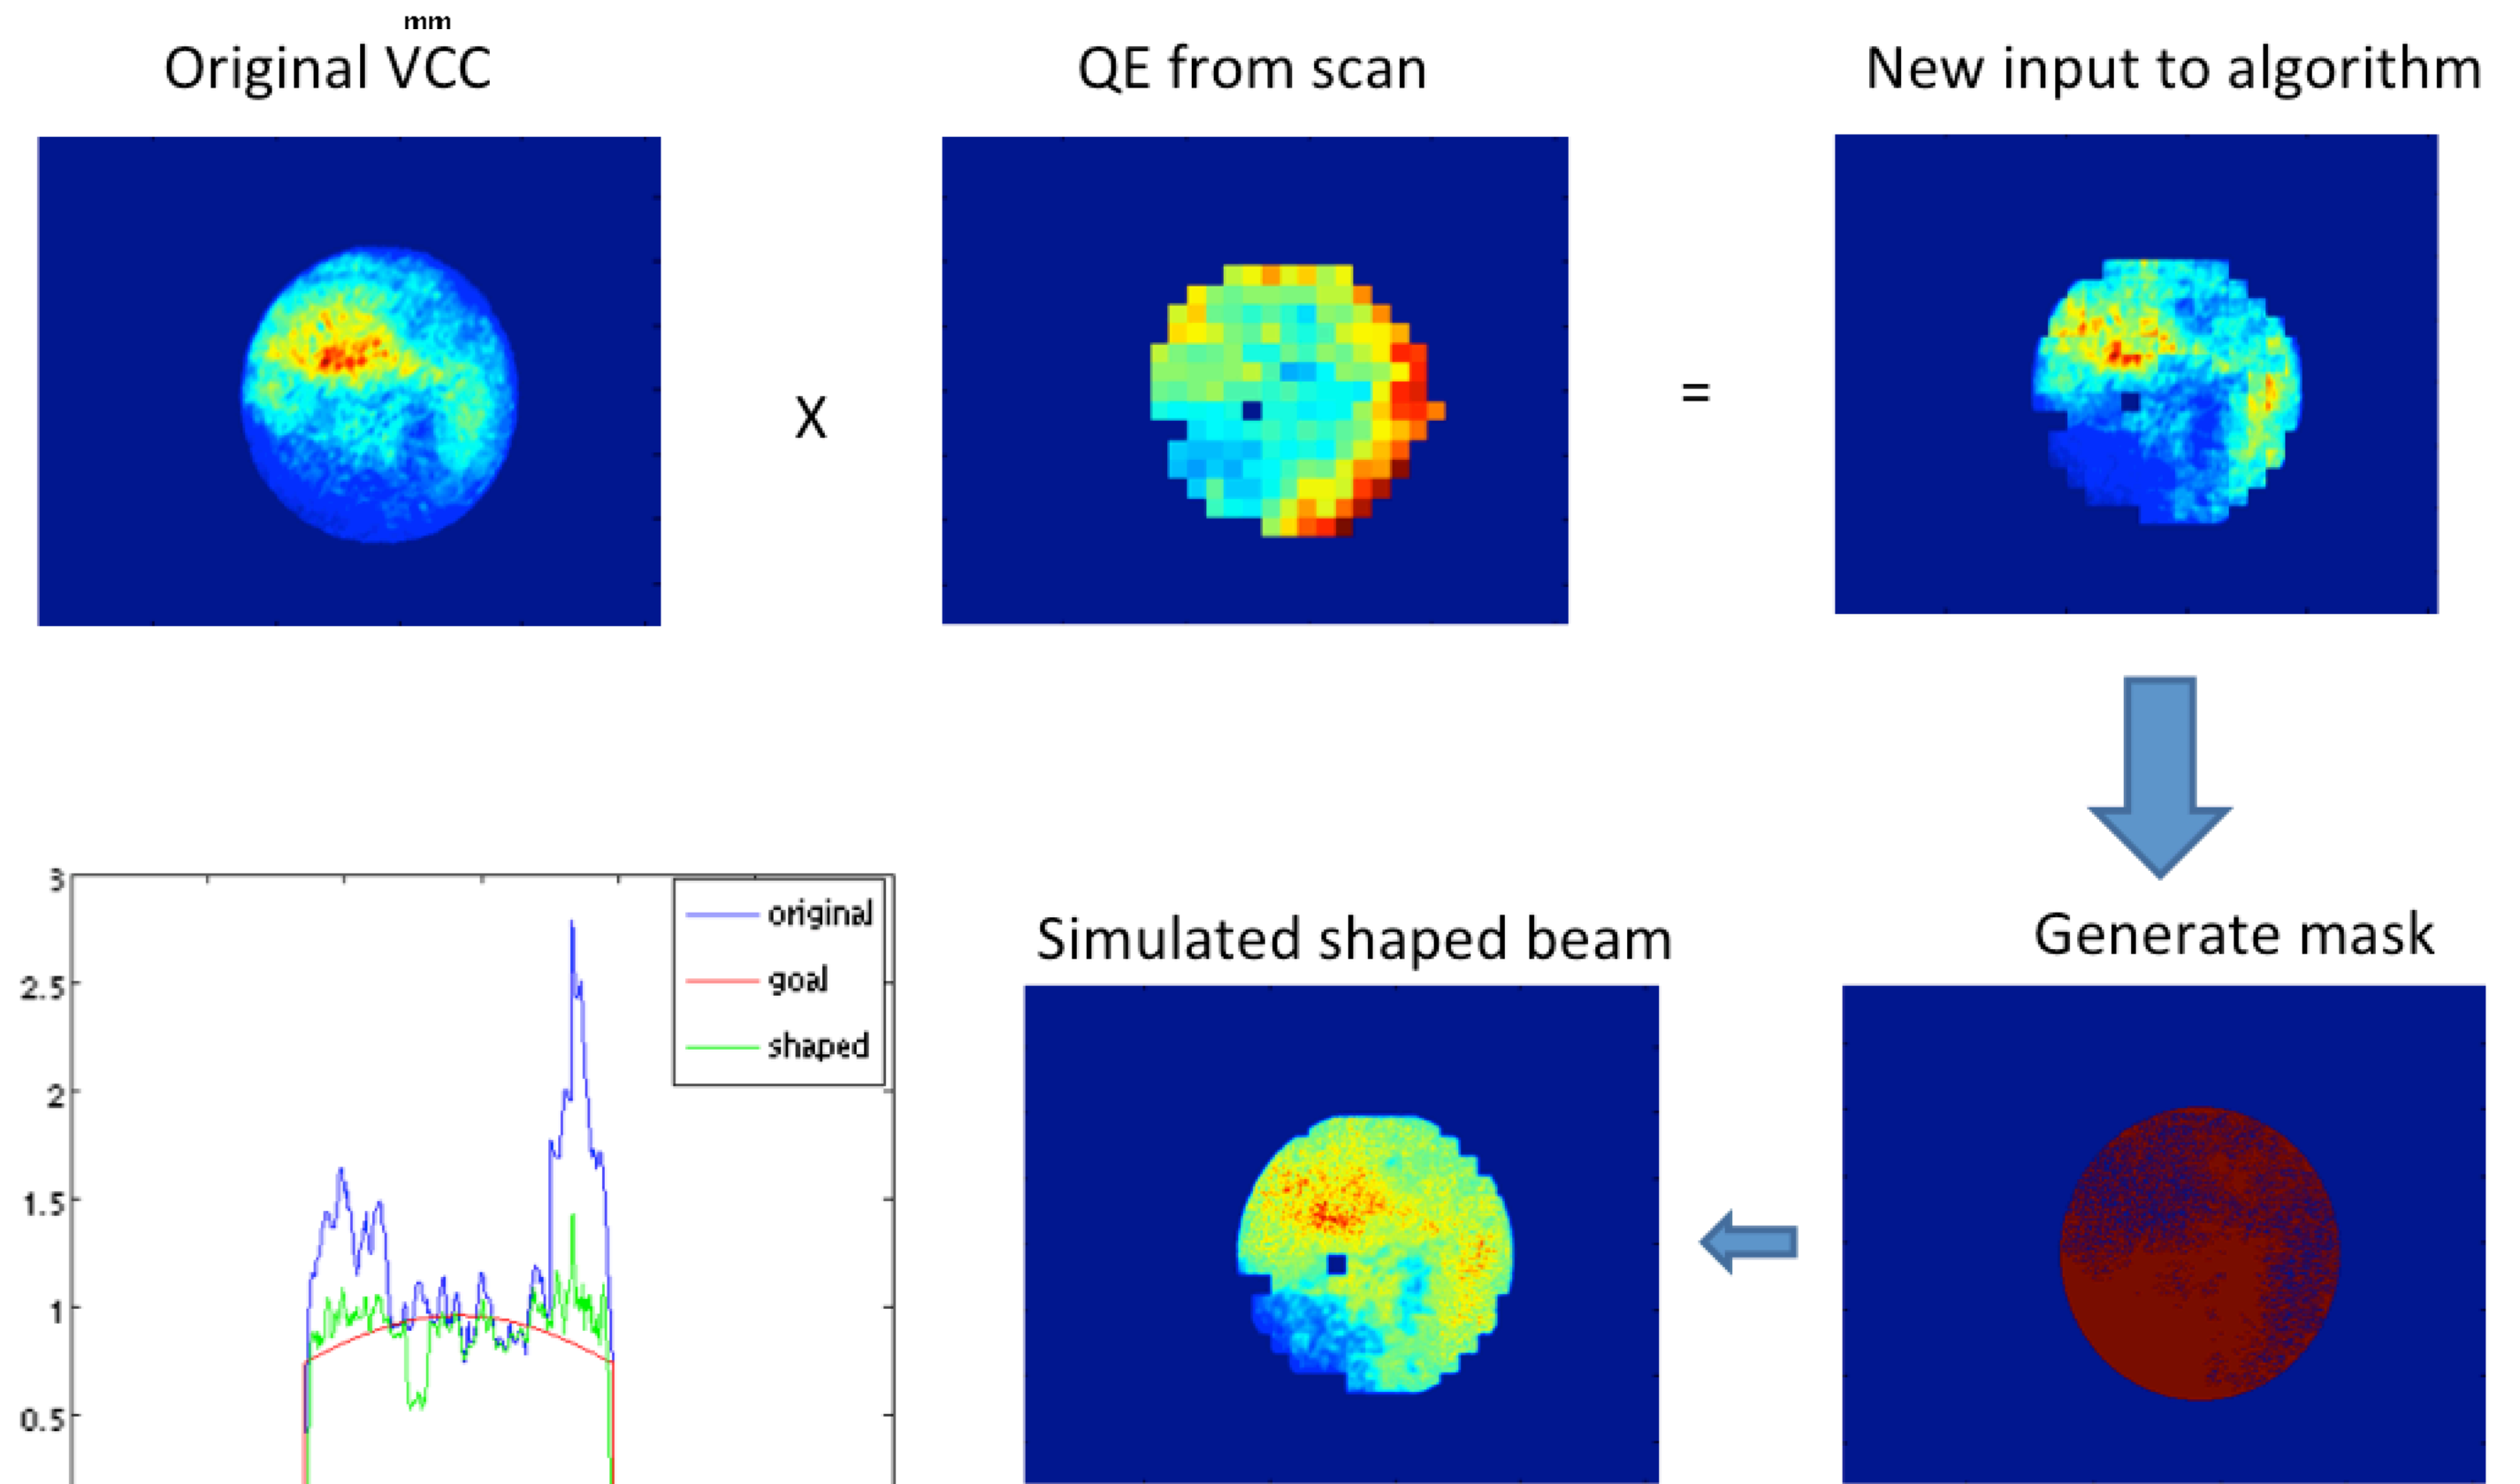 mm
Original VCC
QE from scan
New input to algorithm
X
=
3
2.5
2
1.5
1
0.5
original
goal
shaped
Simulated shaped beam
Generate mask